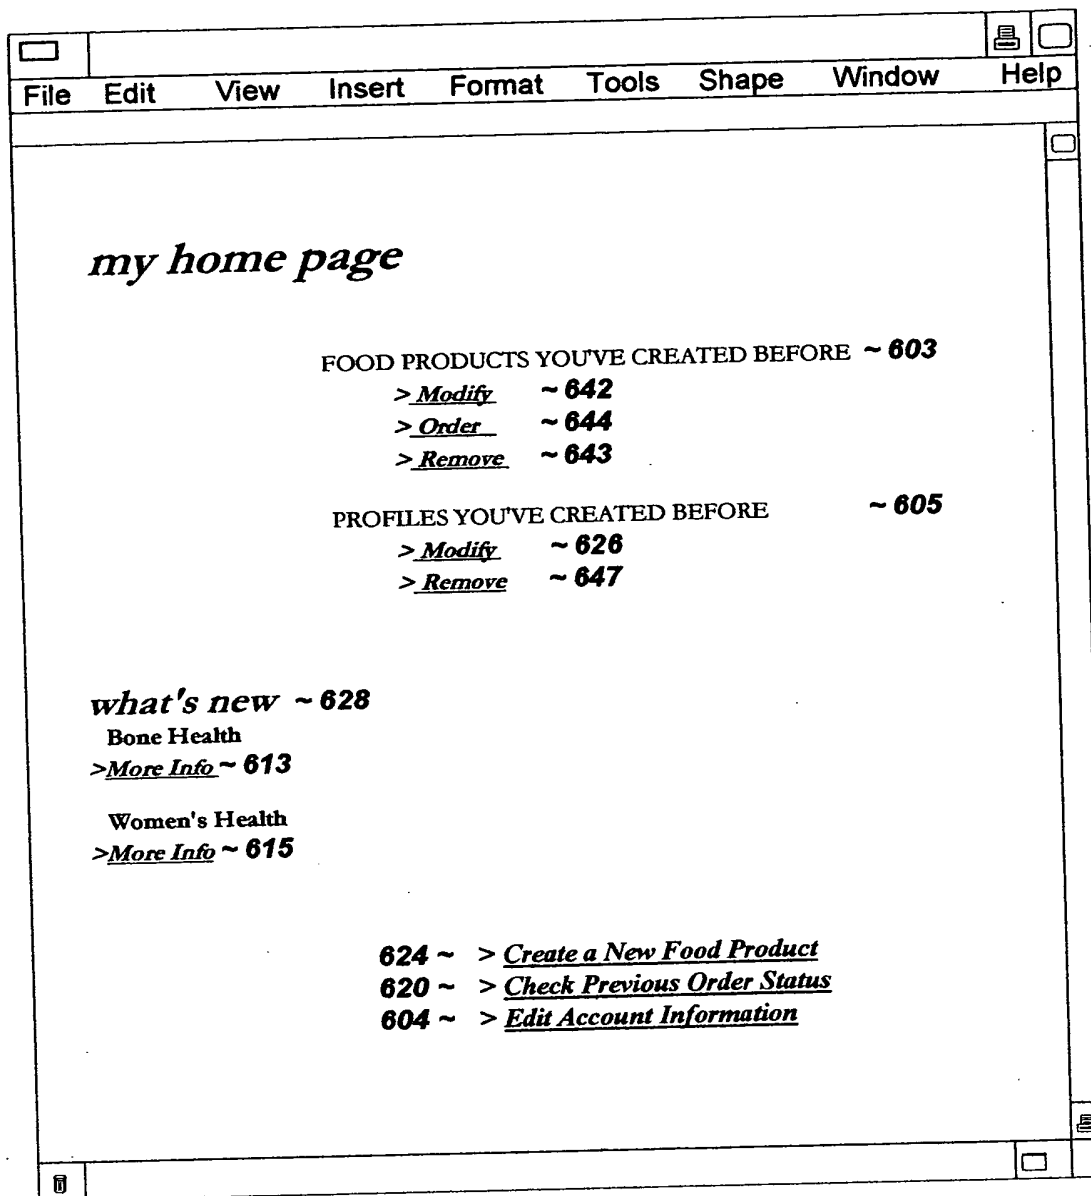 File Edit View Insert Format Tools Shape Window Help
my home page
FOOD PRODUCTS YOU'VE CREATED BEFORE ~ 603
> Modify ~ 642
> Order ~ 644
> Remove ~ 643
PROFILES YOU'VE CREATED BEFORE ~ 605
> Modify ~ 626
> Remove ~ 647
what's new ~ 628
Bone Health
>More Info ~ 613
Women's Health
>More Info ~ 615
624 ~ > Create a New Food Product
620 ~ > Check Previous Order Status
604 ~ > Edit Account Information